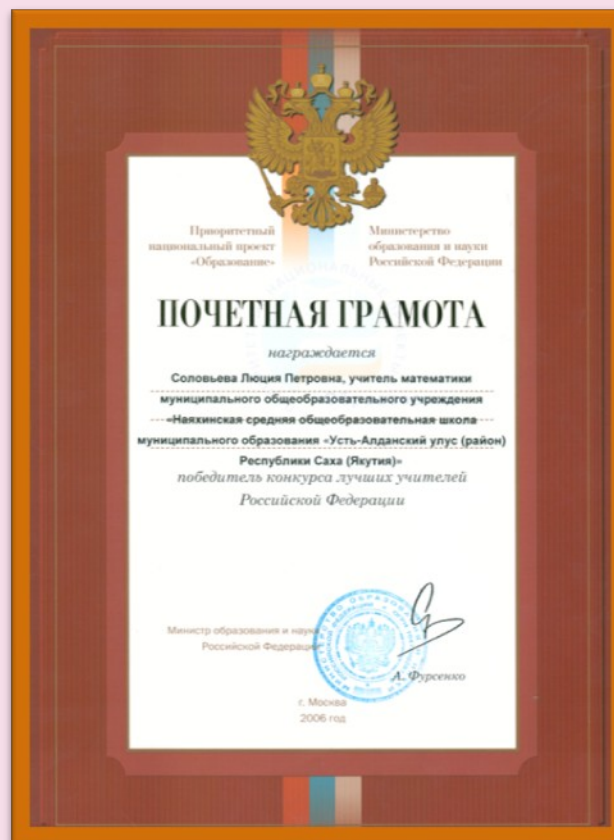 Приоритетный
национальный проект
«Образование»
Министерство
образования и науки
Российской Федерации
ПОЧЕТНАЯ ГРАМОТА
награждается
Соловьева Люция Петровна, учитель математики
муниципального общеобразовательного учреждения
«Наяхинская средняя общеобразовательная школа
муниципального образования «Усть-Алданский улус (район)
Республики Саха (Якутия)»
победитель конкурса лучших учителей
Российской Федерации
Министр образования и науки
Российской Федерации
А. Фурсенко
г. Москва
2006 год